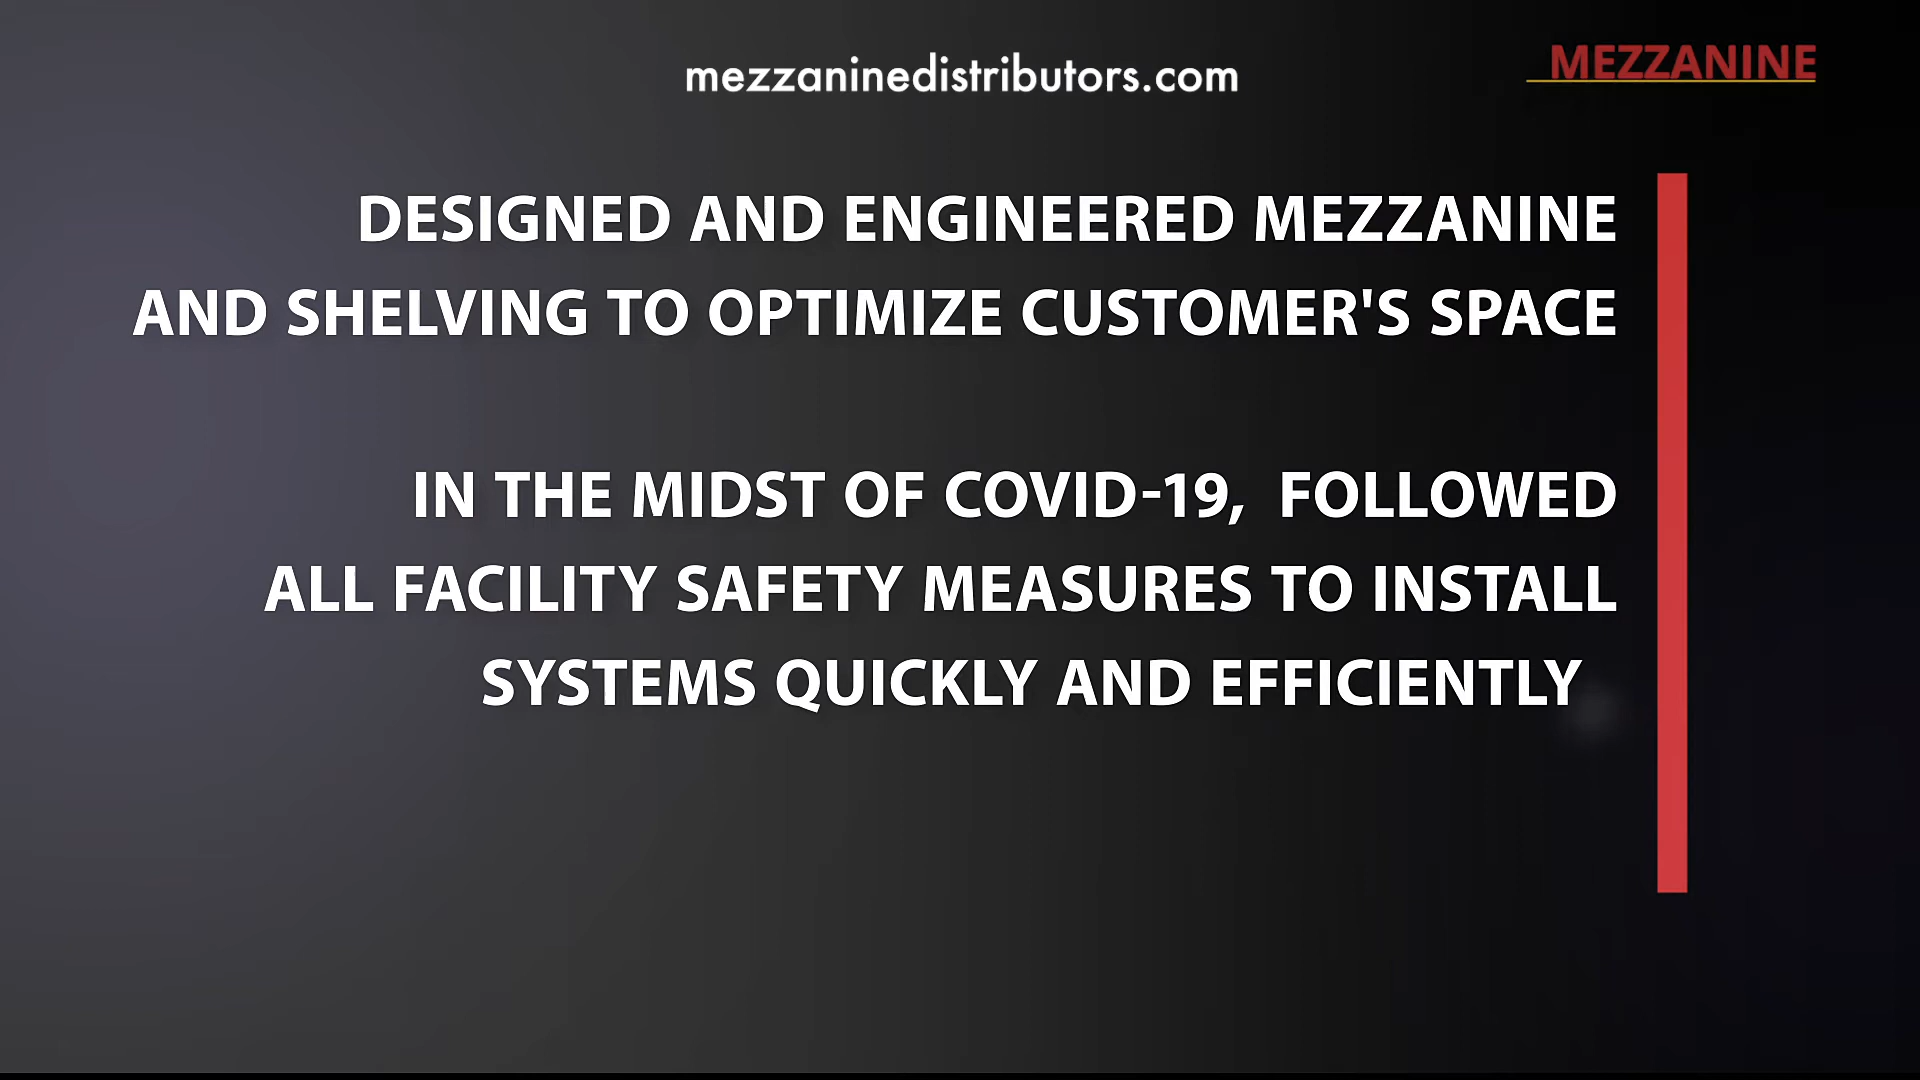 mezzaninedistributors.com
MEZZANINE
DESIGNED AND ENGINEERED MEZZANINE
AND SHELVING TO OPTIMIZE CUSTOMER'S SPACE
IN THE MIDST OF COVID-19,  FOLLOWED
ALL FACILITY SAFETY MEASURES TO INSTALL
SYSTEMS QUICKLY AND EFFICIENTLY